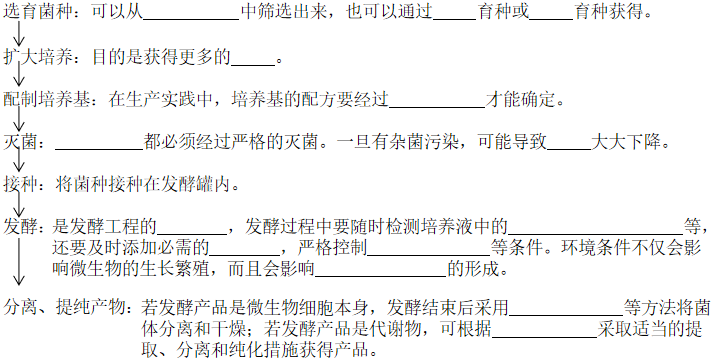 选育菌种：可以从____________中筛选出来，也可以通过_____育种或_____育种获得。
扩大培养：目的是获得更多的_____。
配制培养基：在生产实践中，培养基的配方要经过___________才能确定。
灭菌：__________都必须经过严格的灭菌。一旦有杂菌污染，可能导致_____大大下降。
接种：将菌种接种在发酵罐内。
发酵：是发酵工程的________，发酵过程中要随时检测培养液中的____________________等，
还要及时添加必需的________，严格控制______________等条件。环境条件不仅会影
响微生物的生长繁殖，而且会影响_______________的形成。
分离、提纯产物：若发酵产品是微生物细胞本身，发酵结束后采用_____________等方法将菌
体分离和干燥；若发酵产品是代谢物，可根据____________采取适当的提
取、分离和纯化措施获得产品。